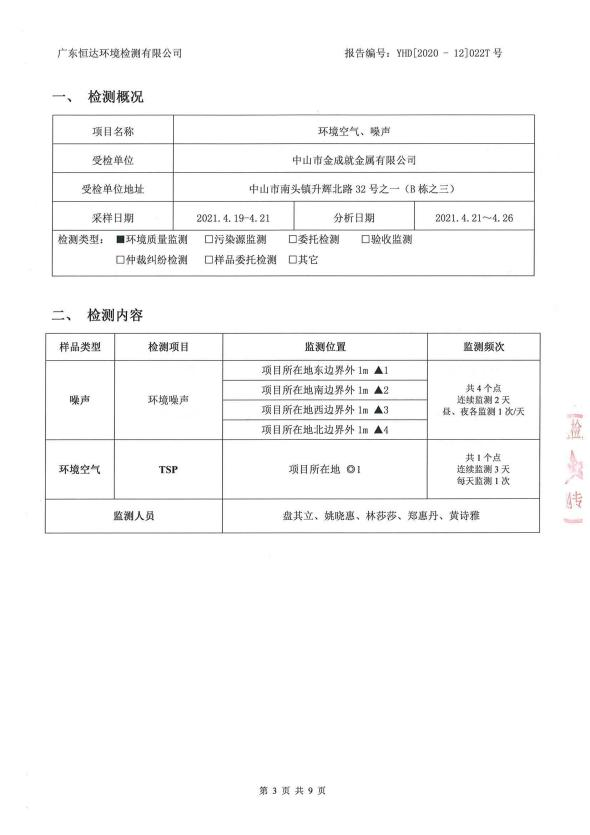 广东恒达环境检测有限公司 报告编号：YHD[2020 - 12]022T 号
一、 检测概况
项目名称 环境空气、噪声
受检单位 中山市金成就金属有限公司
受检单位地址 中山市南头镇升辉北路 32 号之一（B 栋之三）
采样日期 2021.4.19-4.21 分析日期 2021.4.21～4.26
检测类型： ■环境质量监测 □污染源监测 □委托检测 □验收监测
□仲裁纠纷检测 □样品委托检测 □其它
二、 检测内容
样品类型 检测项目 监测位置 监测频次
噪声 环境噪声
项目所在地东边界外 1m ▲1
项目所在地南边界外 1m ▲2
项目所在地西边界外 1m ▲3
项目所在地北边界外 1m ▲4
共 4 个点
连续监测 2 天
昼、夜各监测 1 次/天
环境空气 TSP 项目所在地 ◎1
共 1 个点
连续监测 3 天
每天监测 1 次
监测人员 盘其立、姚晓惠、林莎莎、郑惠丹、黄诗雅
检
第 3 页 共 9 页